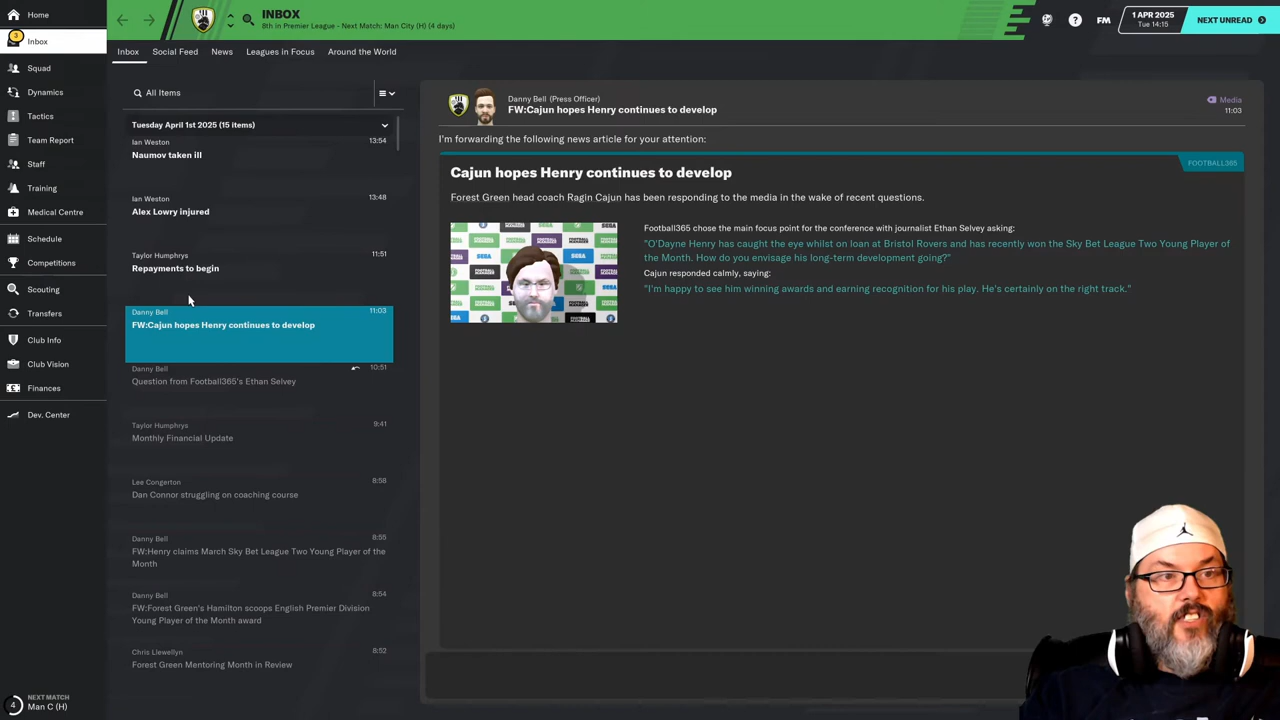 Home
3
Inbox
Squad
Dynamics
Tactics
Team Report
Staff
Training
Medical Centre
Schedule
Competitions
Scouting
Transfers
Club Info
Club Vision
Finances
Dev. Center
4
NEXT MATCH
Man C (H)
INBOX
8th in Premier League - Next Match: Man City (H) (4 days)
?
FM
1 APR 2025
Tue 14:15
NEXT UNREAD
Inbox
Social Feed
News
Leagues in Focus
Around the World
All Items
Tuesday April 1st 2025 (15 items)
Ian Weston 13:54
Naumov taken ill
Ian Weston 13:48
Alex Lowry injured
Taylor Humphrys 11:51
Repayments to begin
Danny Bell 11:03
FW:Cajun hopes Henry continues to develop
Danny Bell 10:51
Question from Football365's Ethan Selvey
Taylor Humphrys 9:41
Monthly Financial Update
Lee Congerton 8:58
Dan Connor struggling on coaching course
Danny Bell 8:55
FW:Henry claims March Sky Bet League Two Young Player of the
Month
Danny Bell 8:54
FW:Forest Green's Hamilton scoops English Premier Division
Young Player of the Month award
Chris Llewellyn 8:52
Forest Green Mentoring Month in Review
Danny Bell (Press Officer)
FW:Cajun hopes Henry continues to develop
Media
11:03
I'm forwarding the following news article for your attention:
FOOTBALL365
Cajun hopes Henry continues to develop
Forest Green head coach Ragin Cajun has been responding to the media in the wake of recent questions.
Football365 chose the main focus point for the conference with journalist Ethan Selvey asking:
"O'Dayne Henry has caught the eye whilst on loan at Bristol Rovers and has recently won the Sky Bet League Two Young Player of
the Month. How do you envisage his long-term development going?"
Cajun responded calmly, saying:
"I'm happy to see him winning awards and earning recognition for his play. He's certainly on the right track."